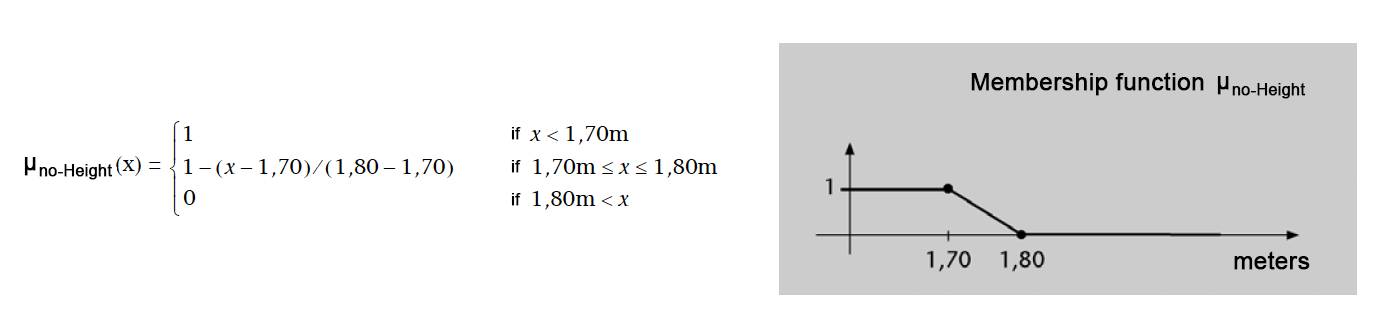 μno-Height(x) =
1 if x < 1,70m
1 – (x – 1,70)/(1,80 – 1,70) if 1,70m ≤ x ≤ 1,80m
0 if 1,80m < x
Membership function μno-Height
1
1,70 1,80 meters